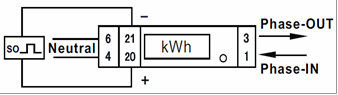 − Phase-OUT
6 21 kWh 3
SO Neutral
4 20 1
+ Phase-IN